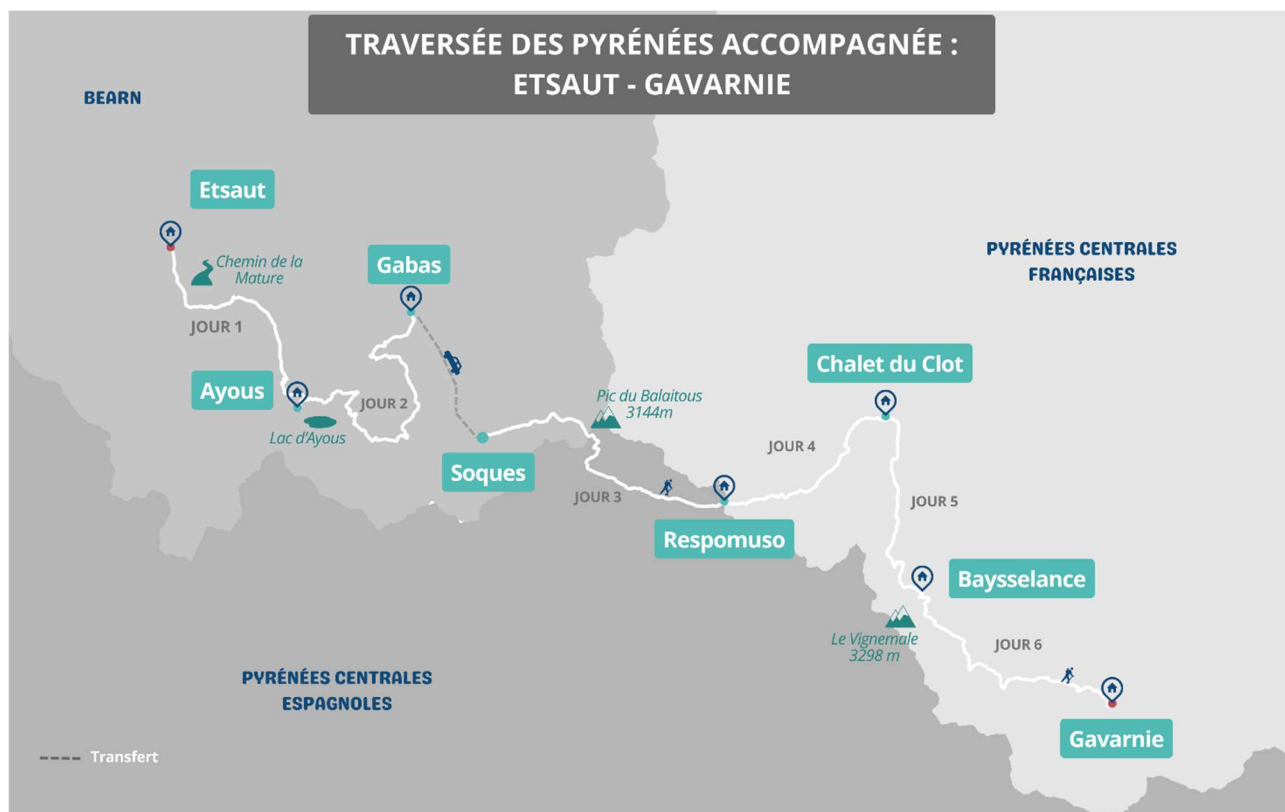 TRAVERSÉE DES PYRÉNÉES ACCOMPAGNÉE :
ETSAUT - GAVARNIE
BEARN
Etsaut
Chemin de la
Mature
Gabas
PYRÉNÉES CENTRALES
FRANÇAISES
JOUR 1
Ayous
JOUR 2
Lac d'Ayous
Pic du Balaitous
3144m
Chalet du Clot
Soques
JOUR 3
JOUR 4
JOUR 5
Respomuso
Baysselance
Le Vignemale
3298 m
JOUR 6
PYRÉNÉES CENTRALES
ESPAGNOLES
Gavarnie
Transfert